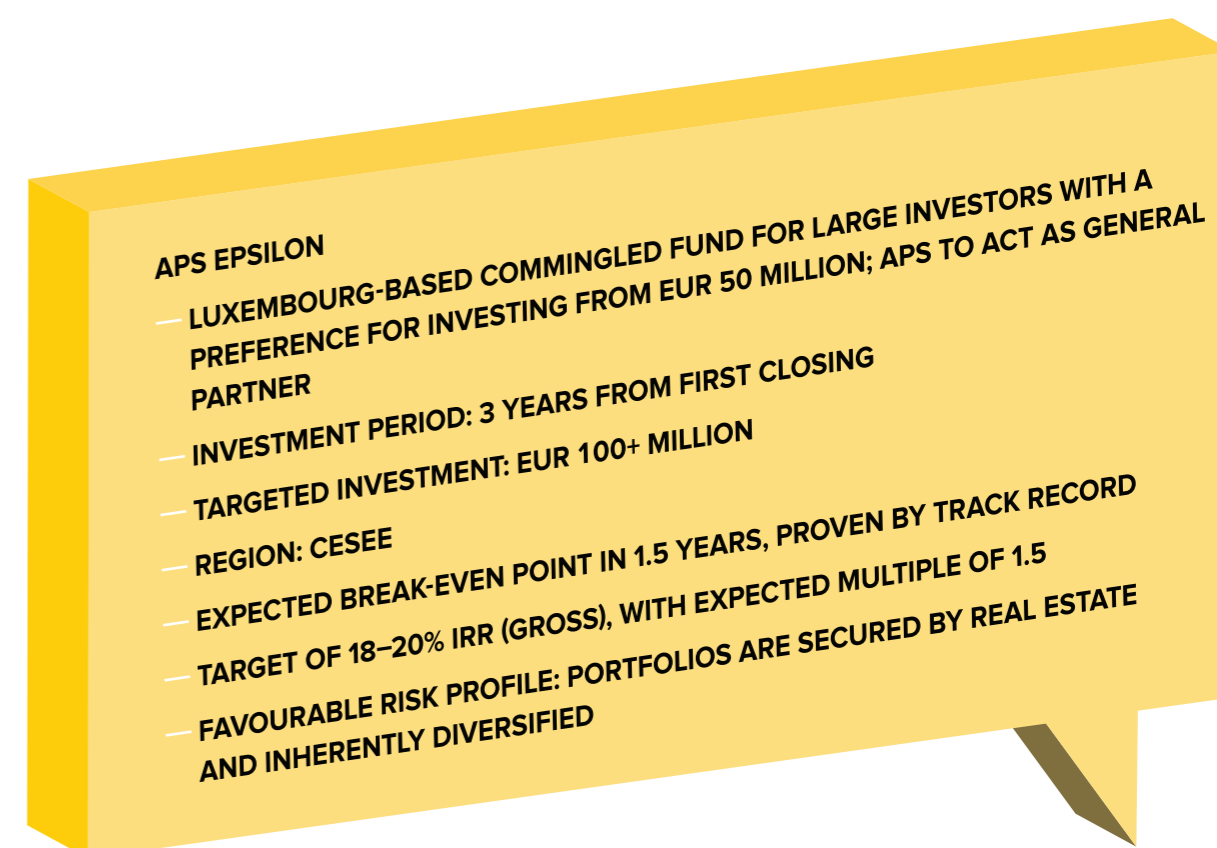 APS EPSILON
— LUXEMBOURG-BASED COMMINGLED FUND FOR LARGE INVESTORS WITH A
PREFERENCE FOR INVESTING FROM EUR 50 MILLION; APS TO ACT AS GENERAL
PARTNER
— INVESTMENT PERIOD: 3 YEARS FROM FIRST CLOSING
— TARGETED INVESTMENT: EUR 100+ MILLION
— REGION: CESEE
— EXPECTED BREAK-EVEN POINT IN 1.5 YEARS, PROVEN BY TRACK RECORD
— TARGET OF 18–20% IRR (GROSS), WITH EXPECTED MULTIPLE OF 1.5
— FAVOURABLE RISK PROFILE: PORTFOLIOS ARE SECURED BY REAL ESTATE
AND INHERENTLY DIVERSIFIED